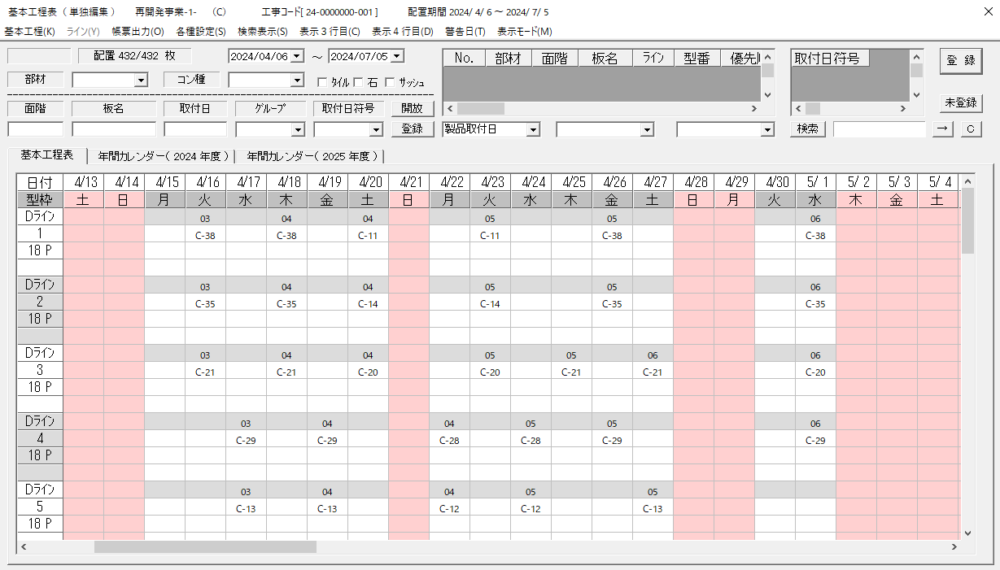 基本工程表（ 単独編集 ） 再開発事業-1- （C） 工事コード[ 24-0000000-001 ] 配置期間 2024/ 4/ 6 ～ 2024/ 7/ 5
基本工程(K) ライン(Y) 帳票出力(O) 各種設定(S) 検索表示(S) 表示３行目(C) 表示４行目(D) 警告日(T) 表示モード(M)
配置 432/432 枚 2024/04/06 ～ 2024/07/05 No. 部材 面階 板名 ライン 型番 優先 取付日符号 登 録
部材 コン種 タイル 石 サッシュ
面階 板名 取付日 グループ 取付日符号 開放 未登録
登録 製品取付日 検索 → C
基本工程表 年間カレンダー（ 2024 年度 ） 年間カレンダー（ 2025 年度 ）
日付 4/13 4/14 4/15 4/16 4/17 4/18 4/19 4/20 4/21 4/22 4/23 4/24 4/25 4/26 4/27 4/28 4/29 4/30 5/ 1 5/ 2 5/ 3 5/ 4
型枠 土 日 月 火 水 木 金 土 日 月 火 水 木 金 土 日 月 火 水 木 金 土
Dライン 03 04 04 05 05 06
1 C-38 C-38 C-11 C-11 C-38 C-38
18 P
Dライン 03 04 04 05 05 06
2 C-35 C-35 C-14 C-14 C-35 C-35
18 P
Dライン 03 04 04 05 05 06 06
3 C-21 C-21 C-20 C-20 C-21 C-21 C-20
18 P
Dライン 03 04 04 05 05 06
4 C-29 C-29 C-28 C-28 C-29 C-29
18 P
Dライン 03 04 04 05 05
5 C-13 C-13 C-12 C-12 C-13
18 P